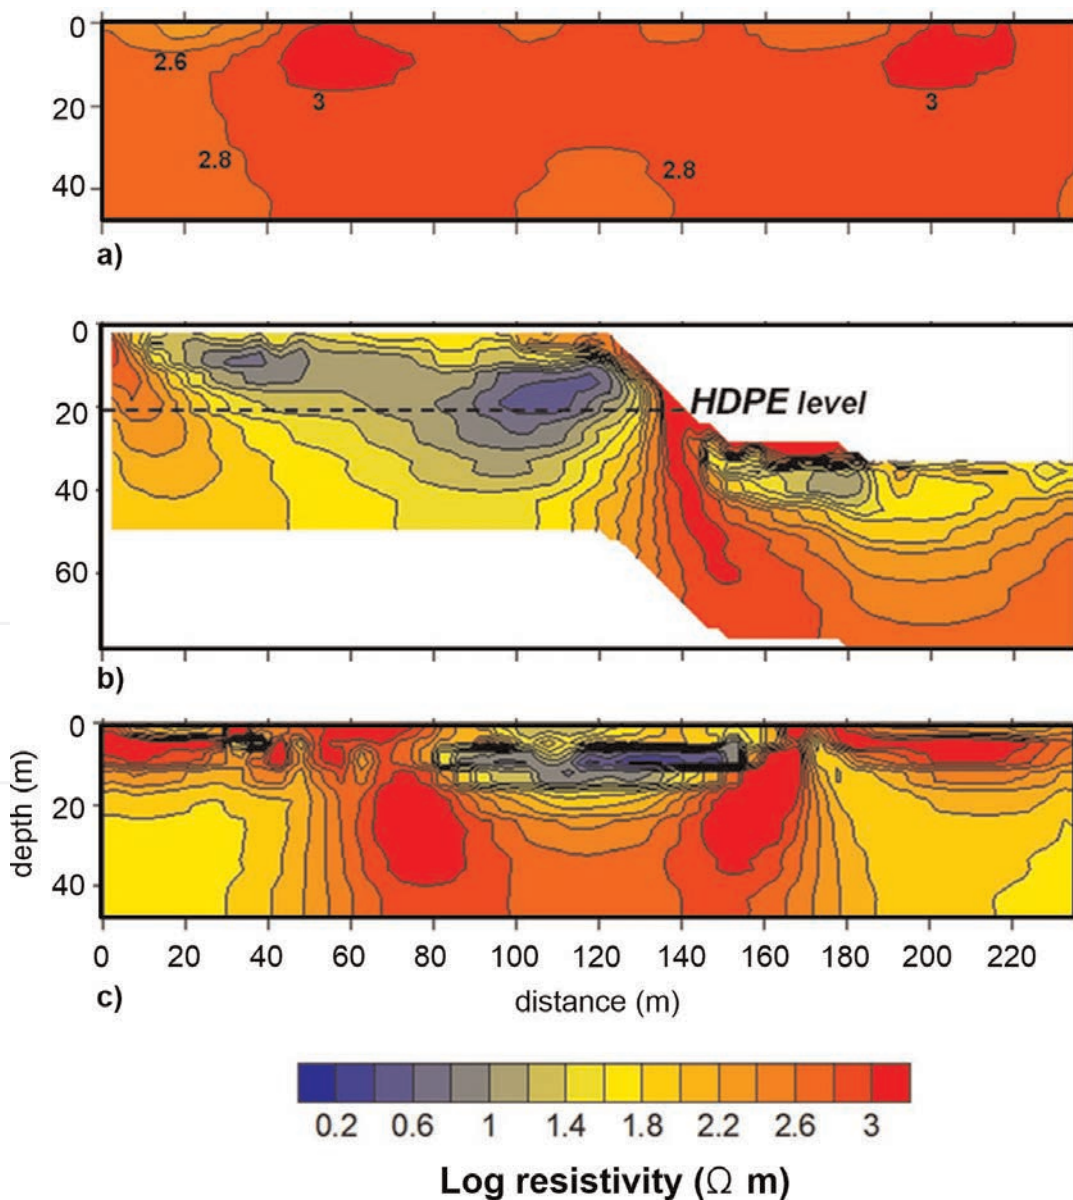 0
2.6
3
3
20
2.8
2.8
40
a)
0
20
HDPE level
40
60
b)
0
20
40
depth (m)
0 20 40 60 80 100 120 140 160 180 200 220
c)
distance (m)
0.2 0.6 1 1.4 1.8 2.2 2.6 3
Log resistivity (Ω m)